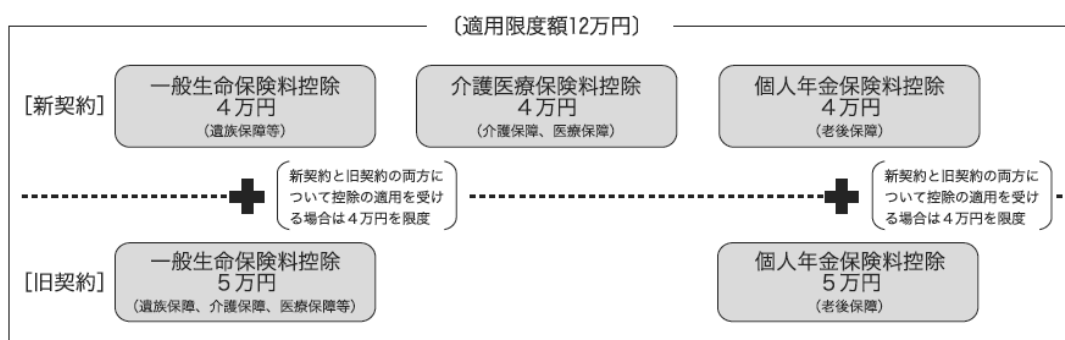 〔適用限度額12万円〕
[新契約]
一般生命保険料控除
4万円
(遺族保障等)
介護医療保険料控除
4万円
(介護保障、医療保障)
個人年金保険料控除
4万円
(老後保障)
新契約と旧契約の両方に
ついて控除の適用を受け
る場合は4万円を限度
新契約と旧契約の両方に
ついて控除の適用を受け
る場合は4万円を限度
[旧契約]
一般生命保険料控除
5万円
(遺族保障、介護保障、医療保障等)
個人年金保険料控除
5万円
(老後保障)